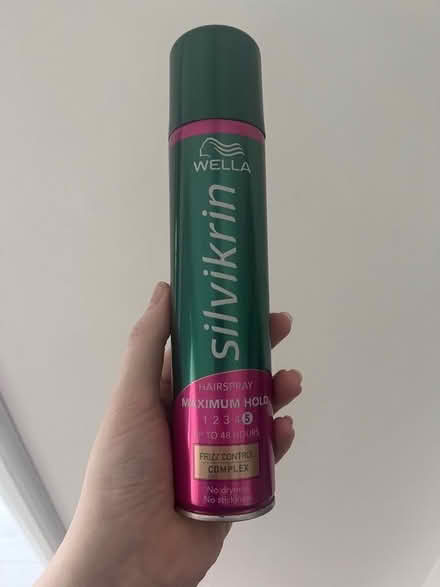 WELLA
silvikrin
HAIRSPRAY
MAXIMUM HOLD
1 2 3 4 5
UP TO 48 HOURS
FRIZZ CONTROL
COMPLEX
No dryness
No stickiness